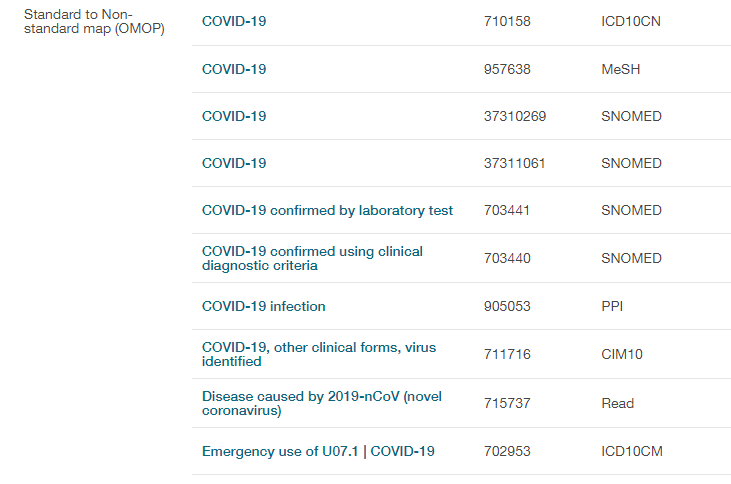 Standard to Non-
standard map (OMOP)
COVID-19 710158 ICD10CN
COVID-19 957638 MeSH
COVID-19 37310269 SNOMED
COVID-19 37311061 SNOMED
COVID-19 confirmed by laboratory test 703441 SNOMED
COVID-19 confirmed using clinical
diagnostic criteria 703440 SNOMED
COVID-19 infection 905053 PPI
COVID-19, other clinical forms, virus
identified 711716 CIM10
Disease caused by 2019-nCoV (novel
coronavirus) 715737 Read
Emergency use of U07.1 | COVID-19 702953 ICD10CM